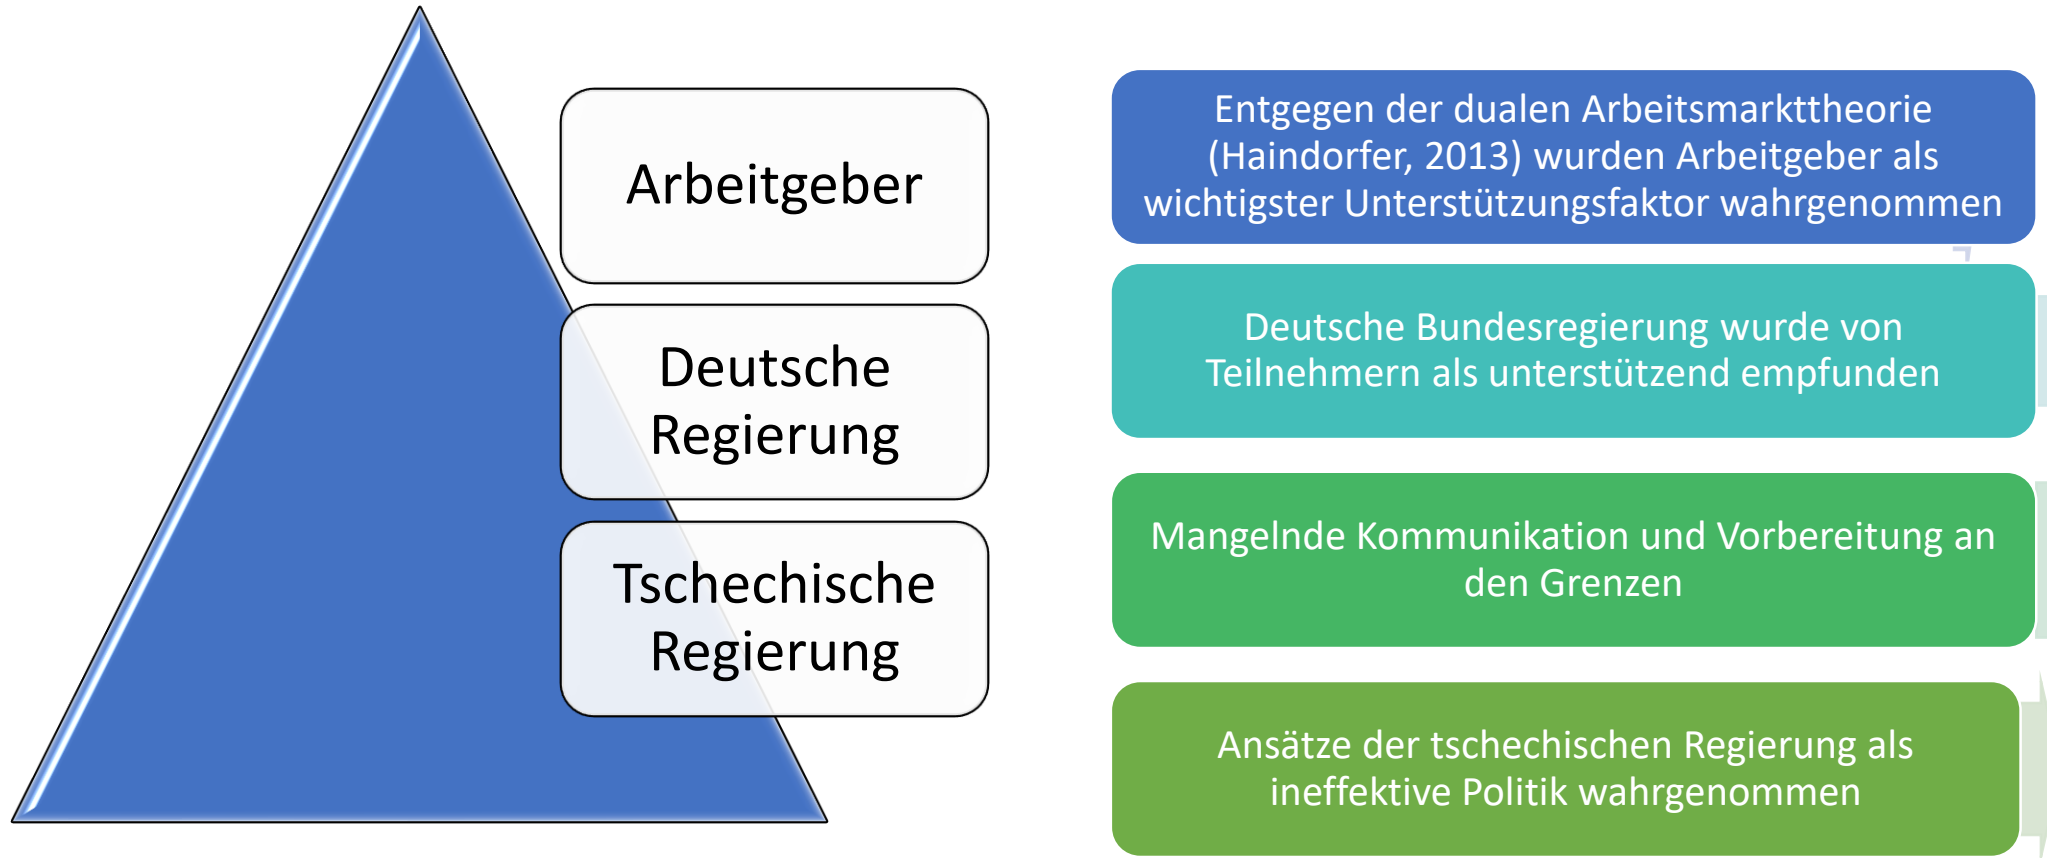 Arbeitgeber
Deutsche
Regierung
Tschechische
Regierung
Entgegen der dualen Arbeitsmarkttheorie
(Haindorfer, 2013) wurden Arbeitgeber als
wichtigster Unterstützungsfaktor wahrgenommen
Deutsche Bundesregierung wurde von
Teilnehmern als unterstützend empfunden
Mangelnde Kommunikation und Vorbereitung an
den Grenzen
Ansätze der tschechischen Regierung als
ineffektive Politik wahrgenommen